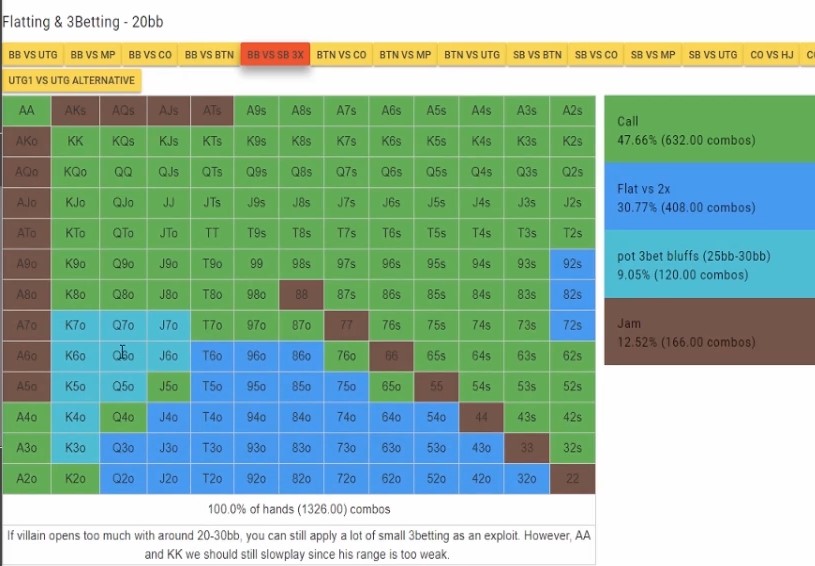 Flatting & 3Betting - 20bb
BB VS UTG BB VS MP BB VS CO BB VS BTN BB VS SB 3X BTN VS CO BTN VS MP BTN VS UTG SB VS BTN SB VS CO SB VS MP SB VS UTG CO VS HJ
UTG1 VS UTG ALTERNATIVE
AA AKs AQs AJs ATs A9s A8s A7s A6s A5s A4s A3s A2s
AKo KK KQs KJs KTs K9s K8s K7s K6s K5s K4s K3s K2s
AQo KQo QQ QJs QTs Q9s Q8s Q7s Q6s Q5s Q4s Q3s Q2s
AJo KJo QJo JJ JTs J9s J8s J7s J6s J5s J4s J3s J2s
ATo KTo QTo JTo TT T9s T8s T7s T6s T5s T4s T3s T2s
A9o K9o Q9o J9o T9o 99 98s 97s 96s 95s 94s 93s 92s
A8o K8o Q8o J8o T8o 98o 88 87s 86s 85s 84s 83s 82s
A7o K7o Q7o J7o T7o 97o 87o 77 76s 75s 74s 73s 72s
A6o K6o Q6o J6o T6o 96o 86o 76o 66 65s 64s 63s 62s
A5o K5o Q5o J5o T5o 95o 85o 75o 65o 55 54s 53s 52s
A4o K4o Q4o J4o T4o 94o 84o 74o 64o 54o 44 43s 42s
A3o K3o Q3o J3o T3o 93o 83o 73o 63o 53o 43o 33 32s
A2o K2o Q2o J2o T2o 92o 82o 72o 62o 52o 42o 32o 22
100.0% of hands (1326.00) combos
If villain opens too much with around 20-30bb, you can still apply a lot of small 3betting as an exploit. However, AA
and KK we should still slowplay since his range is too weak.
Call
47.66% (632.00 combos)
Flat vs 2x
30.77% (408.00 combos)
pot 3bet bluffs (25bb-30bb)
9.05% (120.00 combos)
Jam
12.52% (166.00 combos)